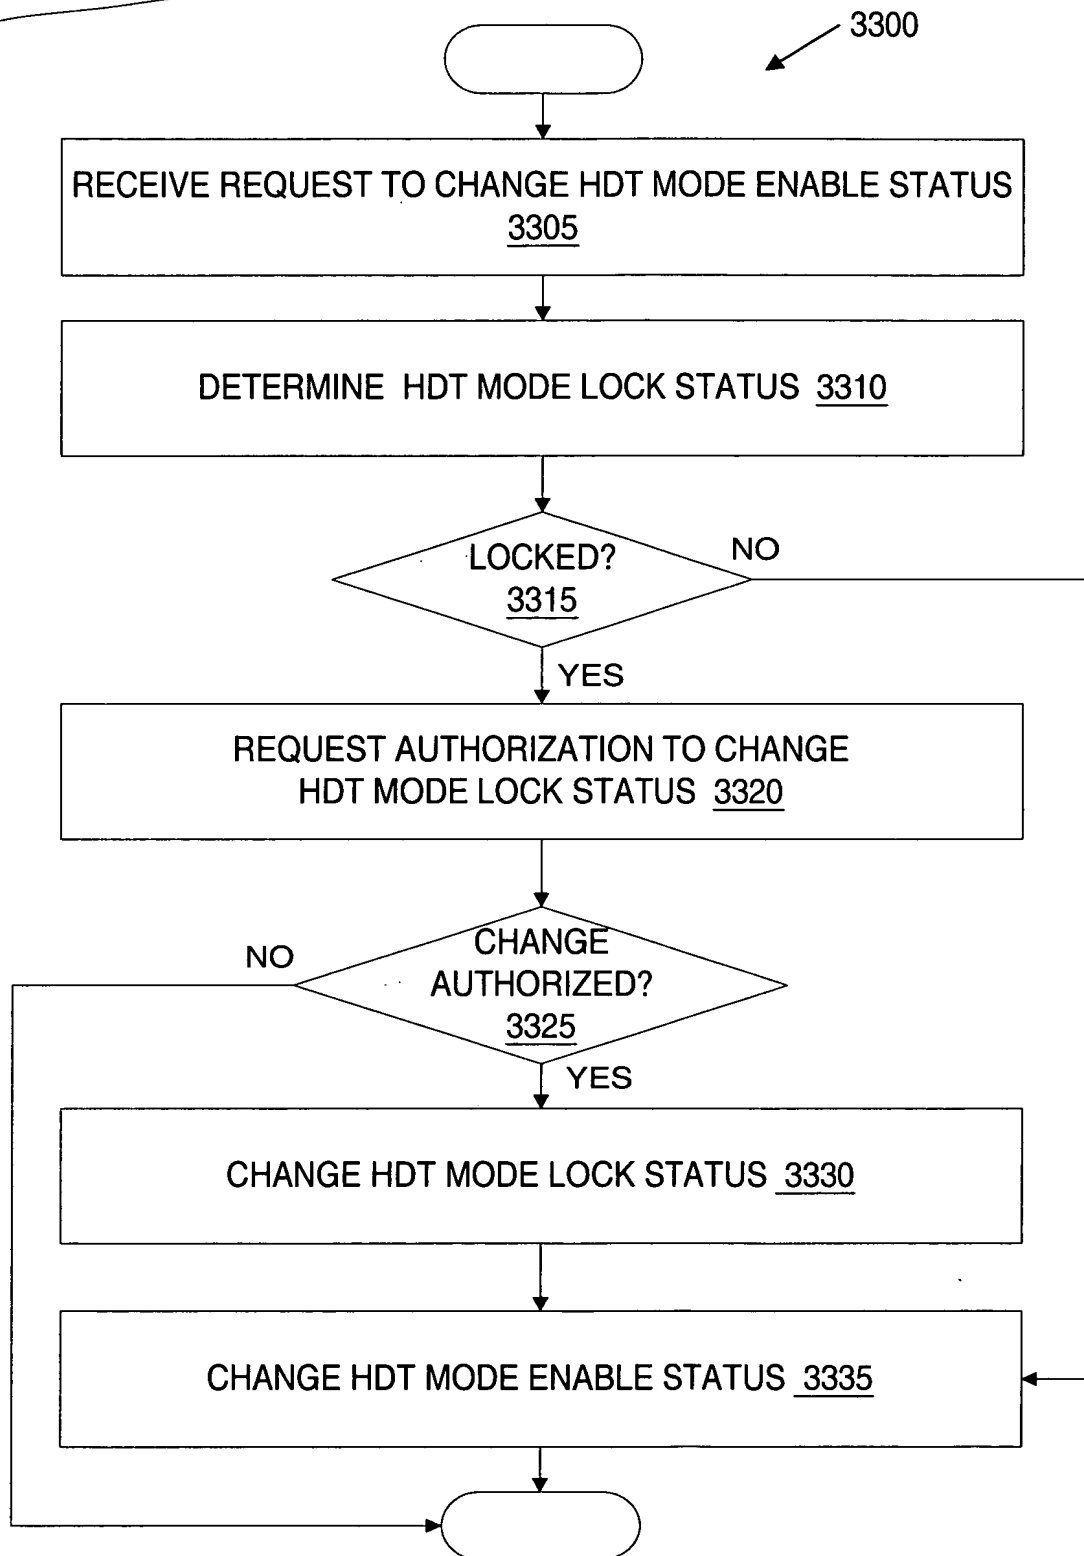 3300
RECEIVE REQUEST TO CHANGE HDT MODE ENABLE STATUS
3305
DETERMINE HDT MODE LOCK STATUS 3310
LOCKED?
3315
NO
YES
REQUEST AUTHORIZATION TO CHANGE
HDT MODE LOCK STATUS 3320
CHANGE
AUTHORIZED?
3325
NO
YES
CHANGE HDT MODE LOCK STATUS 3330
CHANGE HDT MODE ENABLE STATUS 3335